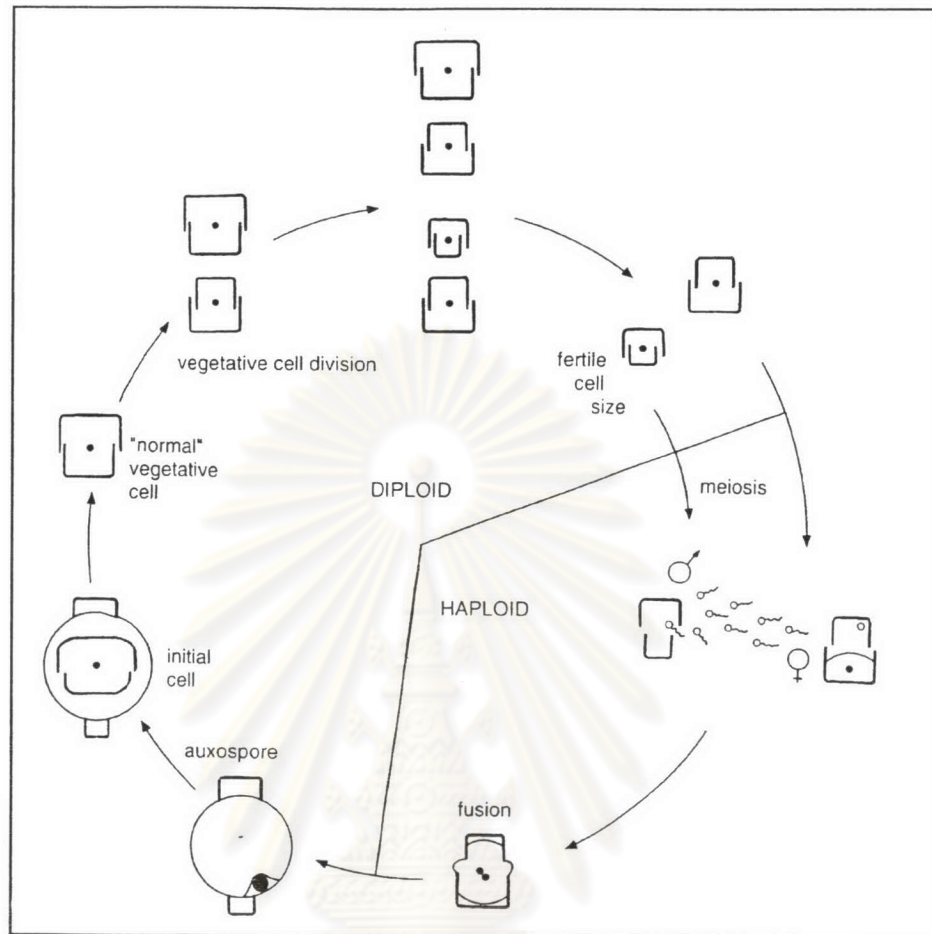 vegetative cell division
fertile
cell
size
"normal"
vegetative
cell
DIPLOID
meiosis
HAPLOID
initial
cell
auxospore
fusion